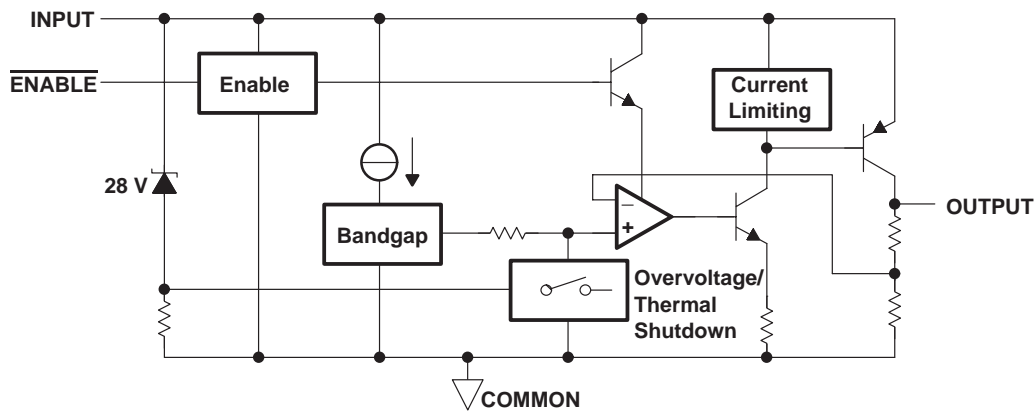 INPUT
ENABLE
Enable
Current
Limiting
28 V
Bandgap
−
+
OUTPUT
Overvoltage/
Thermal
Shutdown
COMMON